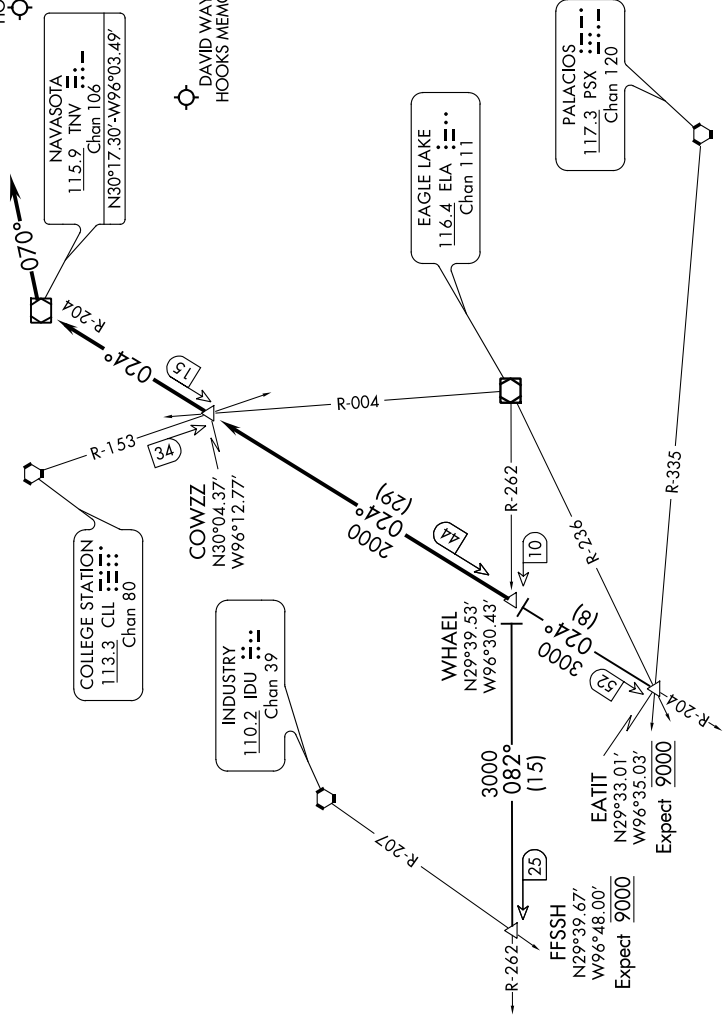 HO
NAVASOTA
115.9 TNV
Chan 106
N30°17.30'-W96°03.49'
070°
DAVID WAY
HOOKS MEMO
PALACIOS
117.3 PSX
Chan 120
EAGLE LAKE
116.4 ELA
Chan 111
R-204
024°
15
R-153
34
R-004
COLLEGE STATION
113.3 CLL
Chan 80
COWZZ
N30°04.37'
W96°12.77'
2000
024°
(29)
44
R-262
10
R-236
R-335
INDUSTRY
110.2 IDU
Chan 39
WHAEL
N29°39.53'
W96°30.43'
3000
024°
(8)
52
R-204
3000
082°
(15)
R-207
EATIT
N29°33.01'
W96°35.03'
Expect 9000
25
R-262
FFSSH
N29°39.67'
W96°48.00'
Expect 9000